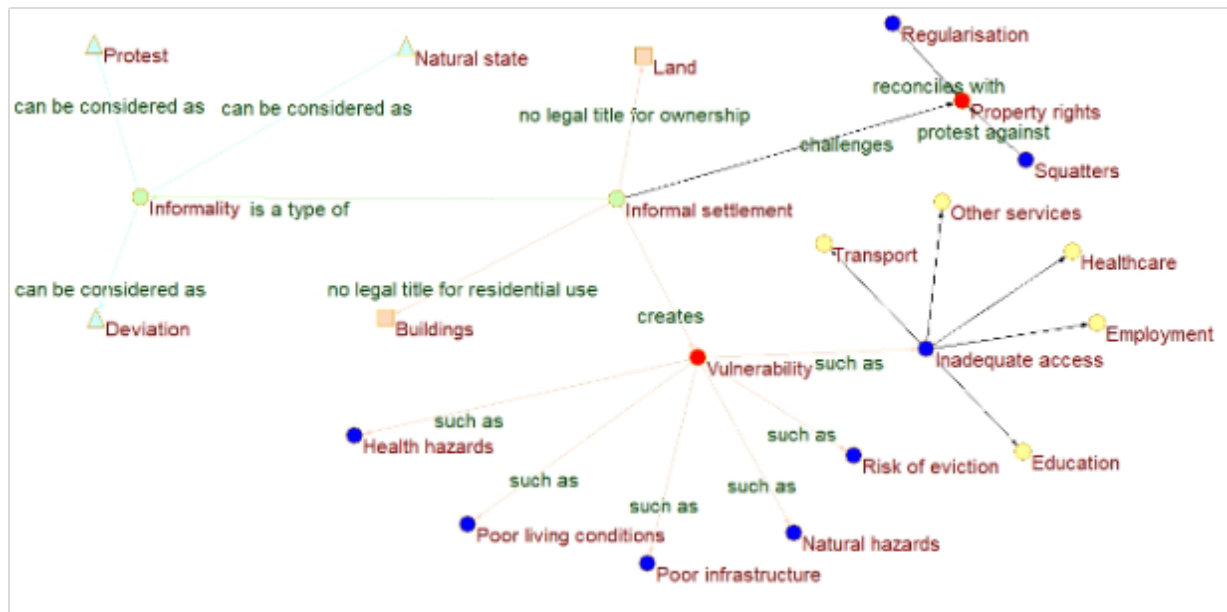 Regularisation
Protest
Natural state
Land
reconciles with
can be considered as
can be considered as
no legal title for ownership
Property rights
protest against
challenges
Squatters
Informality
is a type of
Informal settlement
Other services
Transport
Healthcare
can be considered as
no legal title for residential use
Deviation
Buildings
creates
Employment
Inadequate access
Vulnerability
such as
such as
Health hazards
such as
Risk of eviction
Education
such as
such as
such as
Poor living conditions
Natural hazards
Poor infrastructure